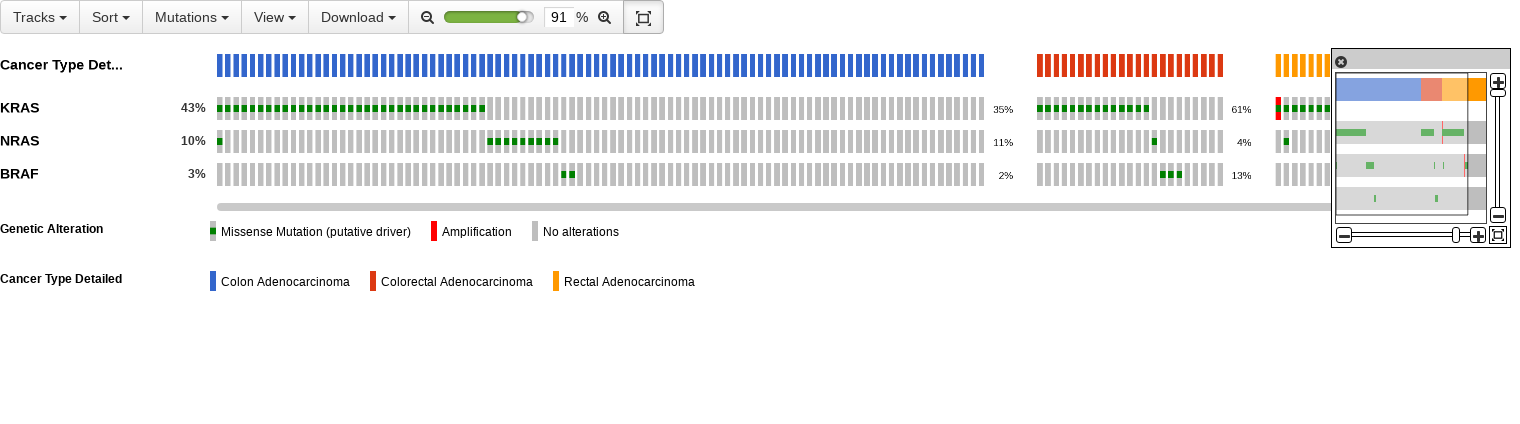 Tracks Sort Mutations View Download 91 %
Cancer Type Det...
KRAS 43% 35% 61%
NRAS 10% 11% 4%
BRAF 3% 2% 13%
Genetic Alteration Missense Mutation (putative driver) Amplification No alterations
Cancer Type Detailed Colon Adenocarcinoma Colorectal Adenocarcinoma Rectal Adenocarcinoma